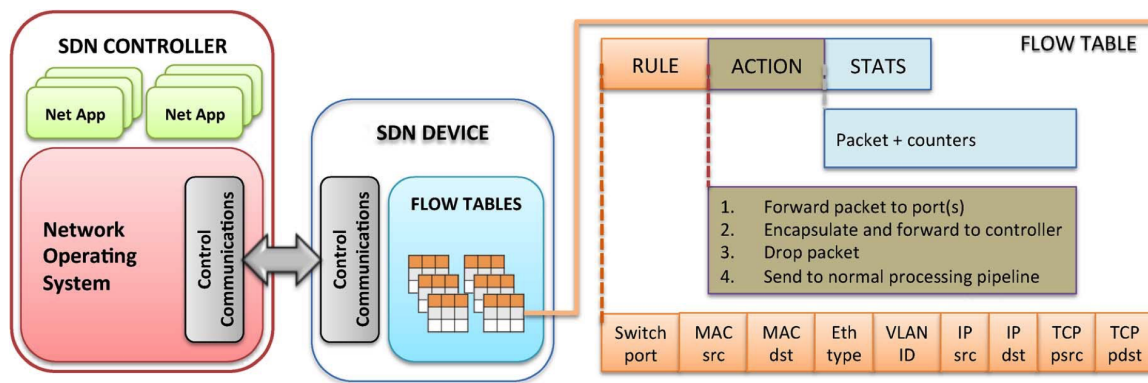 SDN CONTROLLER
Net App
Net App
Network
Operating
System
Control
Communications
SDN DEVICE
Control
Communications
FLOW TABLES
FLOW TABLE
RULE
ACTION
STATS
Packet + counters
1. Forward packet to port(s)
2. Encapsulate and forward to controller
3. Drop packet
4. Send to normal processing pipeline
Switch
port
MAC
src
MAC
dst
Eth
type
VLAN
ID
IP
src
IP
dst
TCP
psrc
TCP
pdst